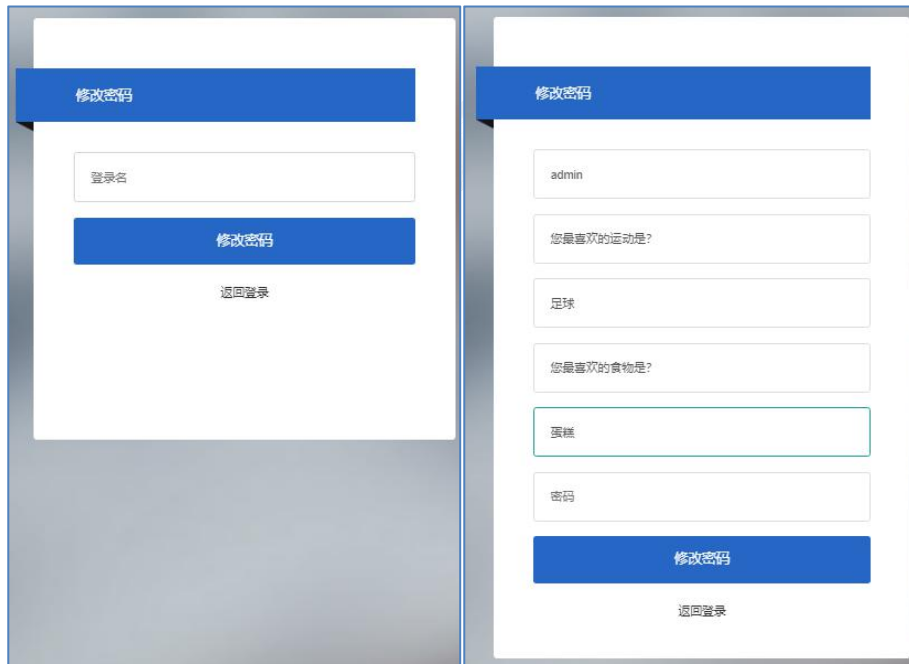 修改密码
登录名
修改密码
返回登录
修改密码
admin
您最喜欢的运动是?
足球
您最喜欢的食物是?
蛋糕
密码
修改密码
返回登录